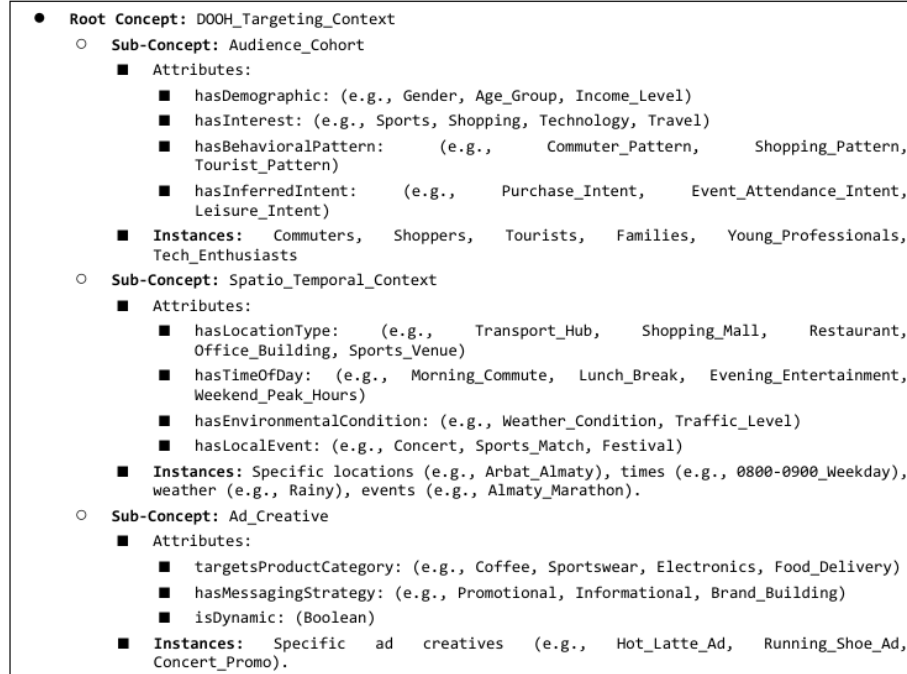 ● Root Concept: DOOH_Targeting_Context
○ Sub-Concept: Audience_Cohort
■ Attributes:
■ hasDemographic: (e.g., Gender, Age_Group, Income_Level)
■ hasInterest: (e.g., Sports, Shopping, Technology, Travel)
■ hasBehavioralPattern: (e.g., Commuter_Pattern, Shopping_Pattern,
Tourist_Pattern)
■ hasInferredIntent: (e.g., Purchase_Intent, Event_Attendance_Intent,
Leisure_Intent)
■ Instances: Commuters, Shoppers, Tourists, Families, Young_Professionals,
Tech_Enthusiasts
○ Sub-Concept: Spatio_Temporal_Context
■ Attributes:
■ hasLocationType: (e.g., Transport_Hub, Shopping_Mall, Restaurant,
Office_Building, Sports_Venue)
■ hasTimeOfDay: (e.g., Morning_Commute, Lunch_Break, Evening_Entertainment,
Weekend_Peak_Hours)
■ hasEnvironmentalCondition: (e.g., Weather_Condition, Traffic_Level)
■ hasLocalEvent: (e.g., Concert, Sports_Match, Festival)
■ Instances: Specific locations (e.g., Arbat_Almaty), times (e.g., 0800-0900_Weekday),
weather (e.g., Rainy), events (e.g., Almaty_Marathon).
○ Sub-Concept: Ad_Creative
■ Attributes:
■ targetsProductCategory: (e.g., Coffee, Sportswear, Electronics, Food_Delivery)
■ hasMessagingStrategy: (e.g., Promotional, Informational, Brand_Building)
■ isDynamic: (Boolean)
■ Instances: Specific ad creatives (e.g., Hot_Latte_Ad, Running_Shoe_Ad,
Concert_Promo).